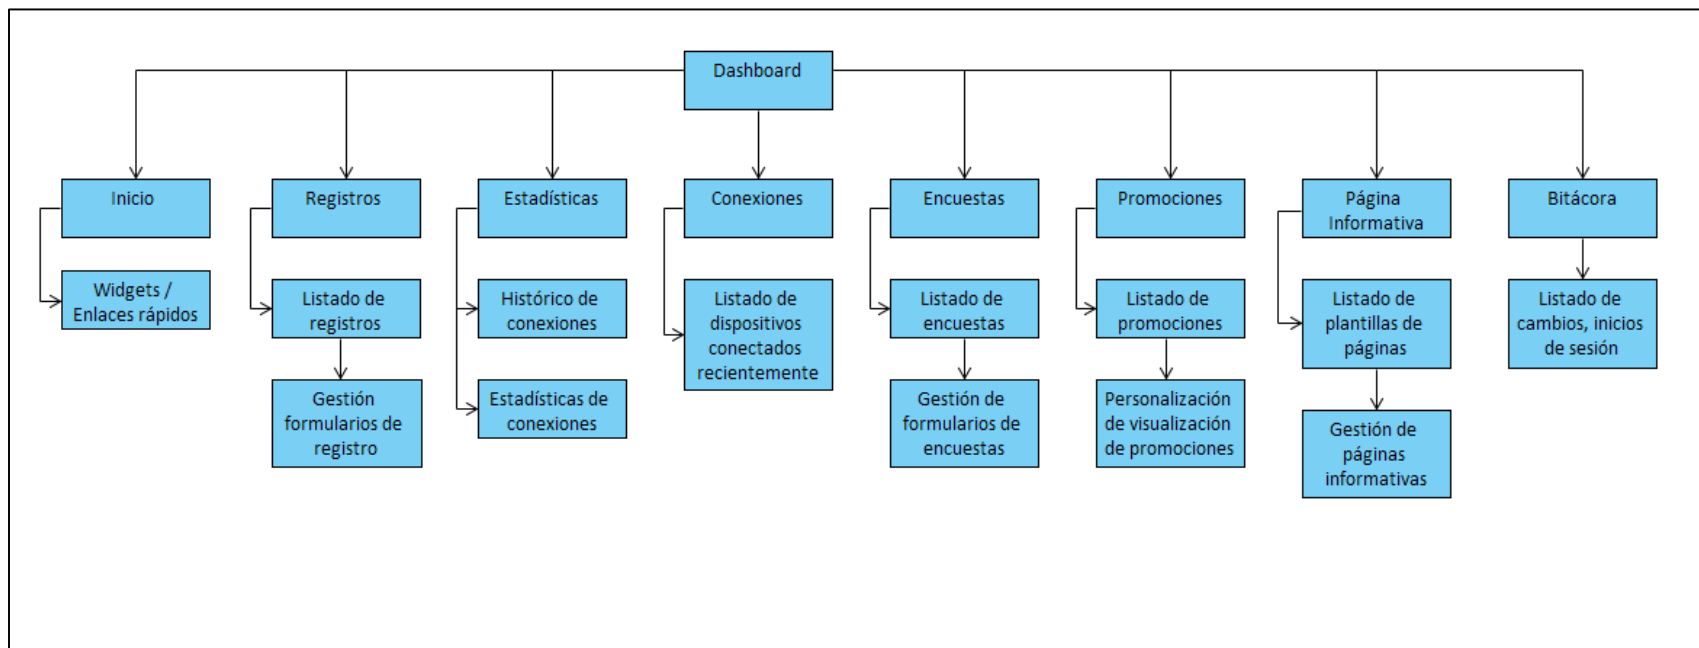 Dashboard
Inicio
Registros
Estadísticas
Conexiones
Encuestas
Promociones
Página
Informativa
Bitácora
Widgets /
Enlaces rápidos
Listado de
registros
Histórico de
conexiones
Listado de
dispositivos
conectados
recientemente
Listado de
encuestas
Listado de
promociones
Listado de
plantillas de
páginas
Listado de
cambios, inicios
de sesión
Gestión
formularios de
registro
Estadísticas de
conexiones
Gestión de
formularios de
encuestas
Personalización
de visualización
de promociones
Gestión de
páginas
informativas